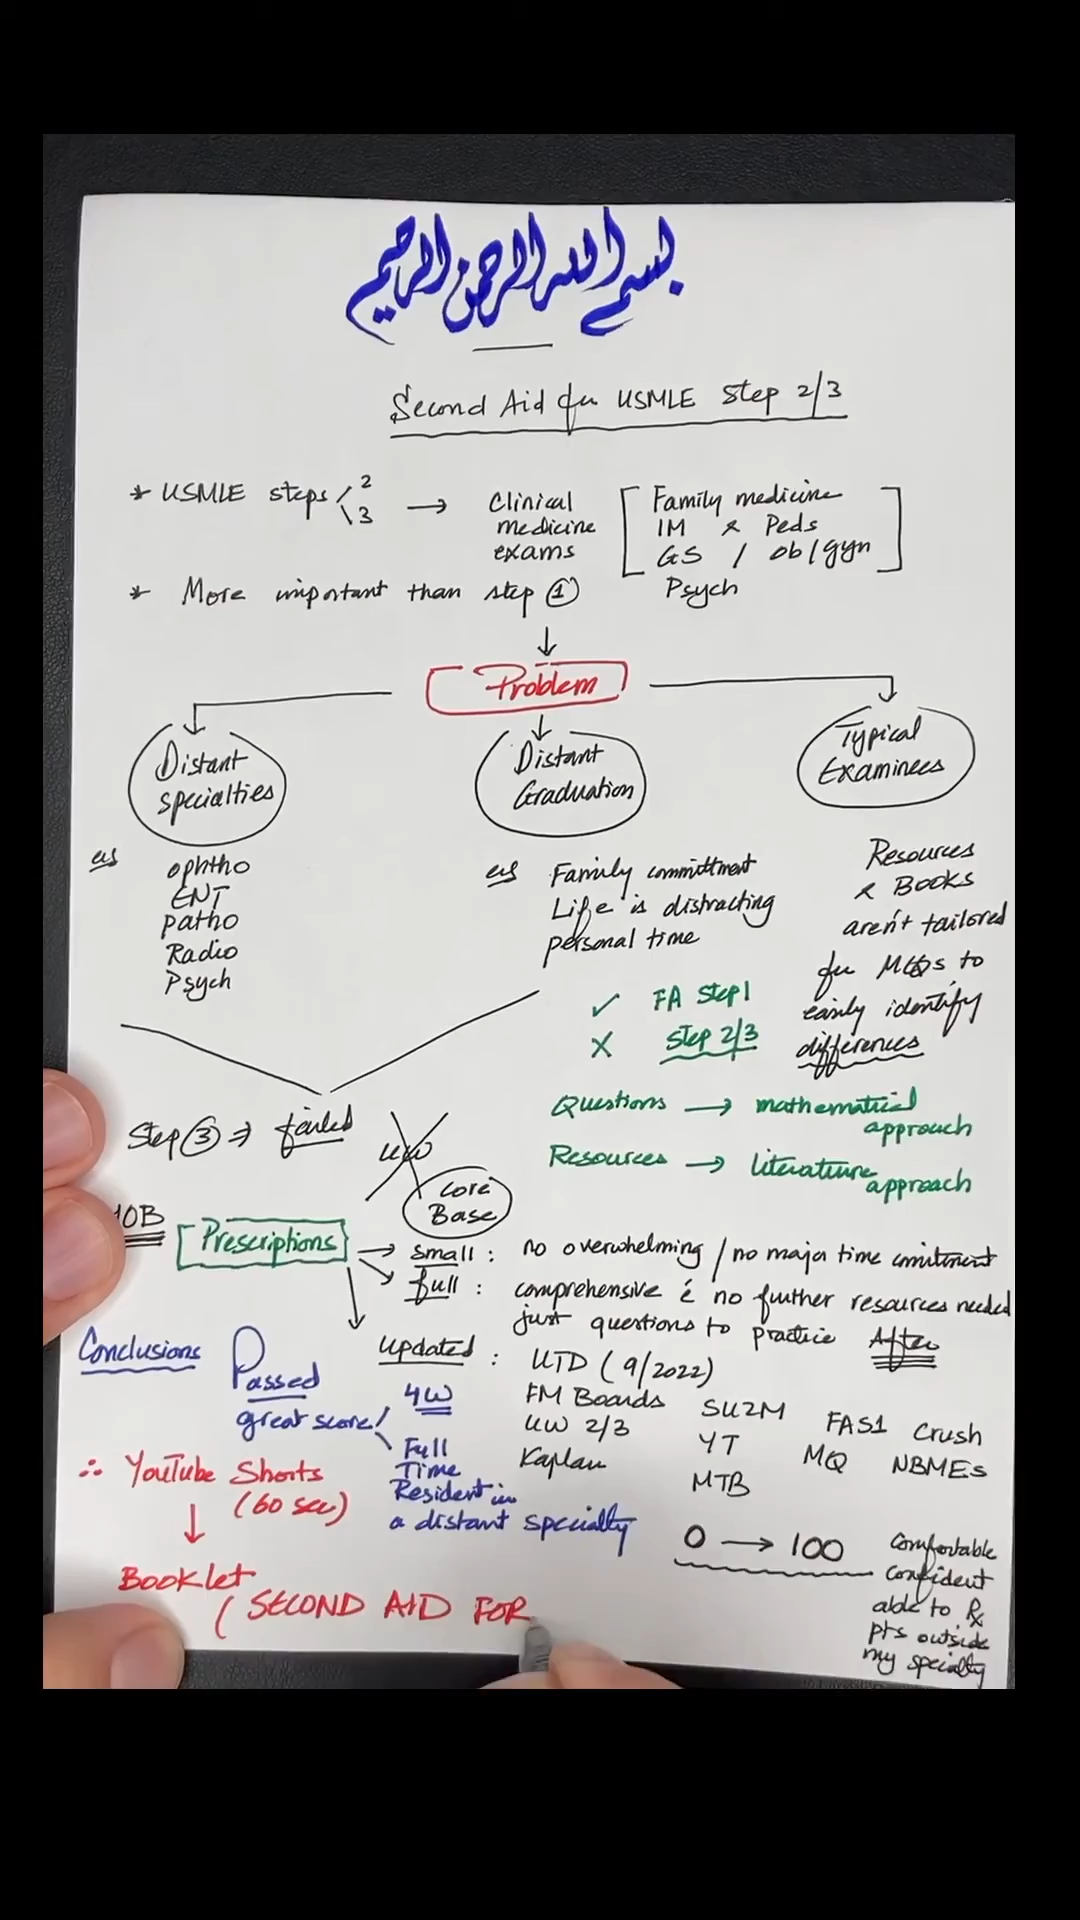 بسم الله الرحمن الرحيم
Second Aid for USMLE Step 2/3
* USMLE steps 2
3 → Clinical
medicine
exams
[Family medicine
IM & Peds
GS / ob/gyn]
Psych
* More important than step ①
Problem
Distant
specialties
Distant
Graduation
Typical
Examinees
as
ophtho
ENT
patho
Radio
Psych
as
Family committment
Life is distracting
personal time
Resources
& Books
aren't tailored
for MCQs to
easily identify
differences
✓ FA Step1
X Step 2/3
Questions → mathematical
approach
Resources → literature
approach
Step ③ ⇒ failed
UW
Core
Base
Prescriptions
→ small : no overwhelming / no major time comitment
→ full : comprehensive c̄ no further resources needed
just questions to practice After
updated : UTD (9/2022)
FM Boards
UW 2/3
Kaplan
SU2M
YT
MTB
FAS1
MQ
Crush
NBMEs
Conclusions
Passed
great score/
4W
Full
Time
Resident in
a distant specialty
∴ YouTube Shorts
(60 sec)
↓
Booklet
(SECOND AID FOR
0 → 100
Comfortable
confident
able to Rx
pts outside
my specialty